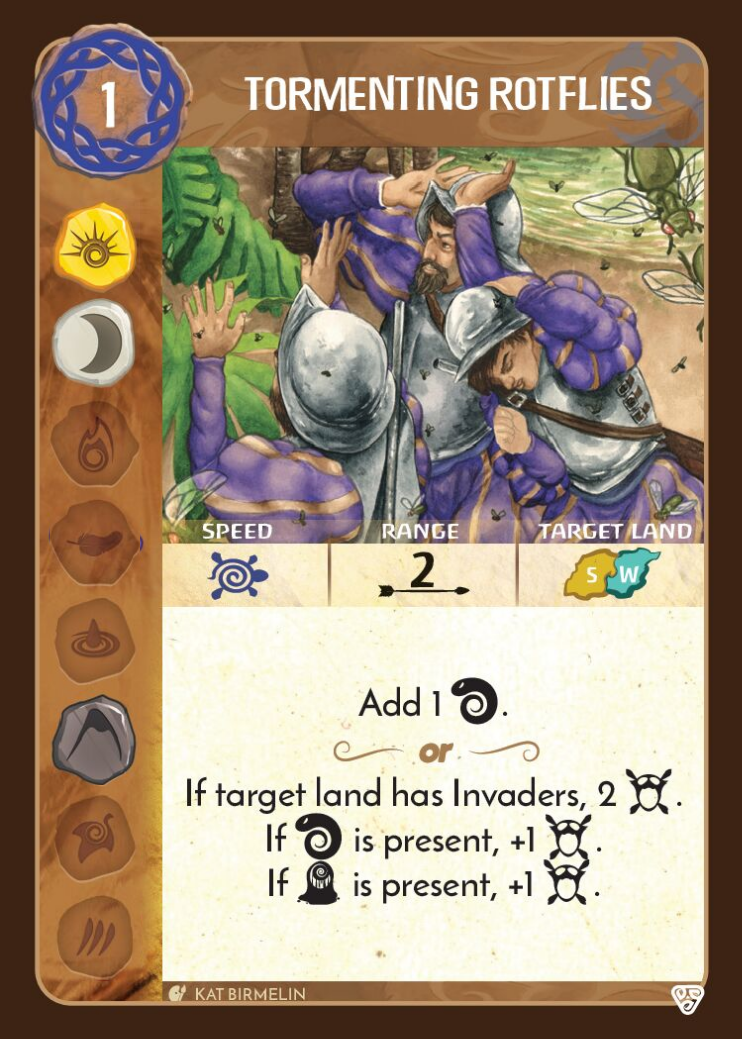 1
TORMENTING ROTFLIES
SPEED RANGE TARGET LAND
2 S W
Add 1 .
or
If target land has Invaders, 2 .
If is present, +1 .
If is present, +1 .
KAT BIRMELIN